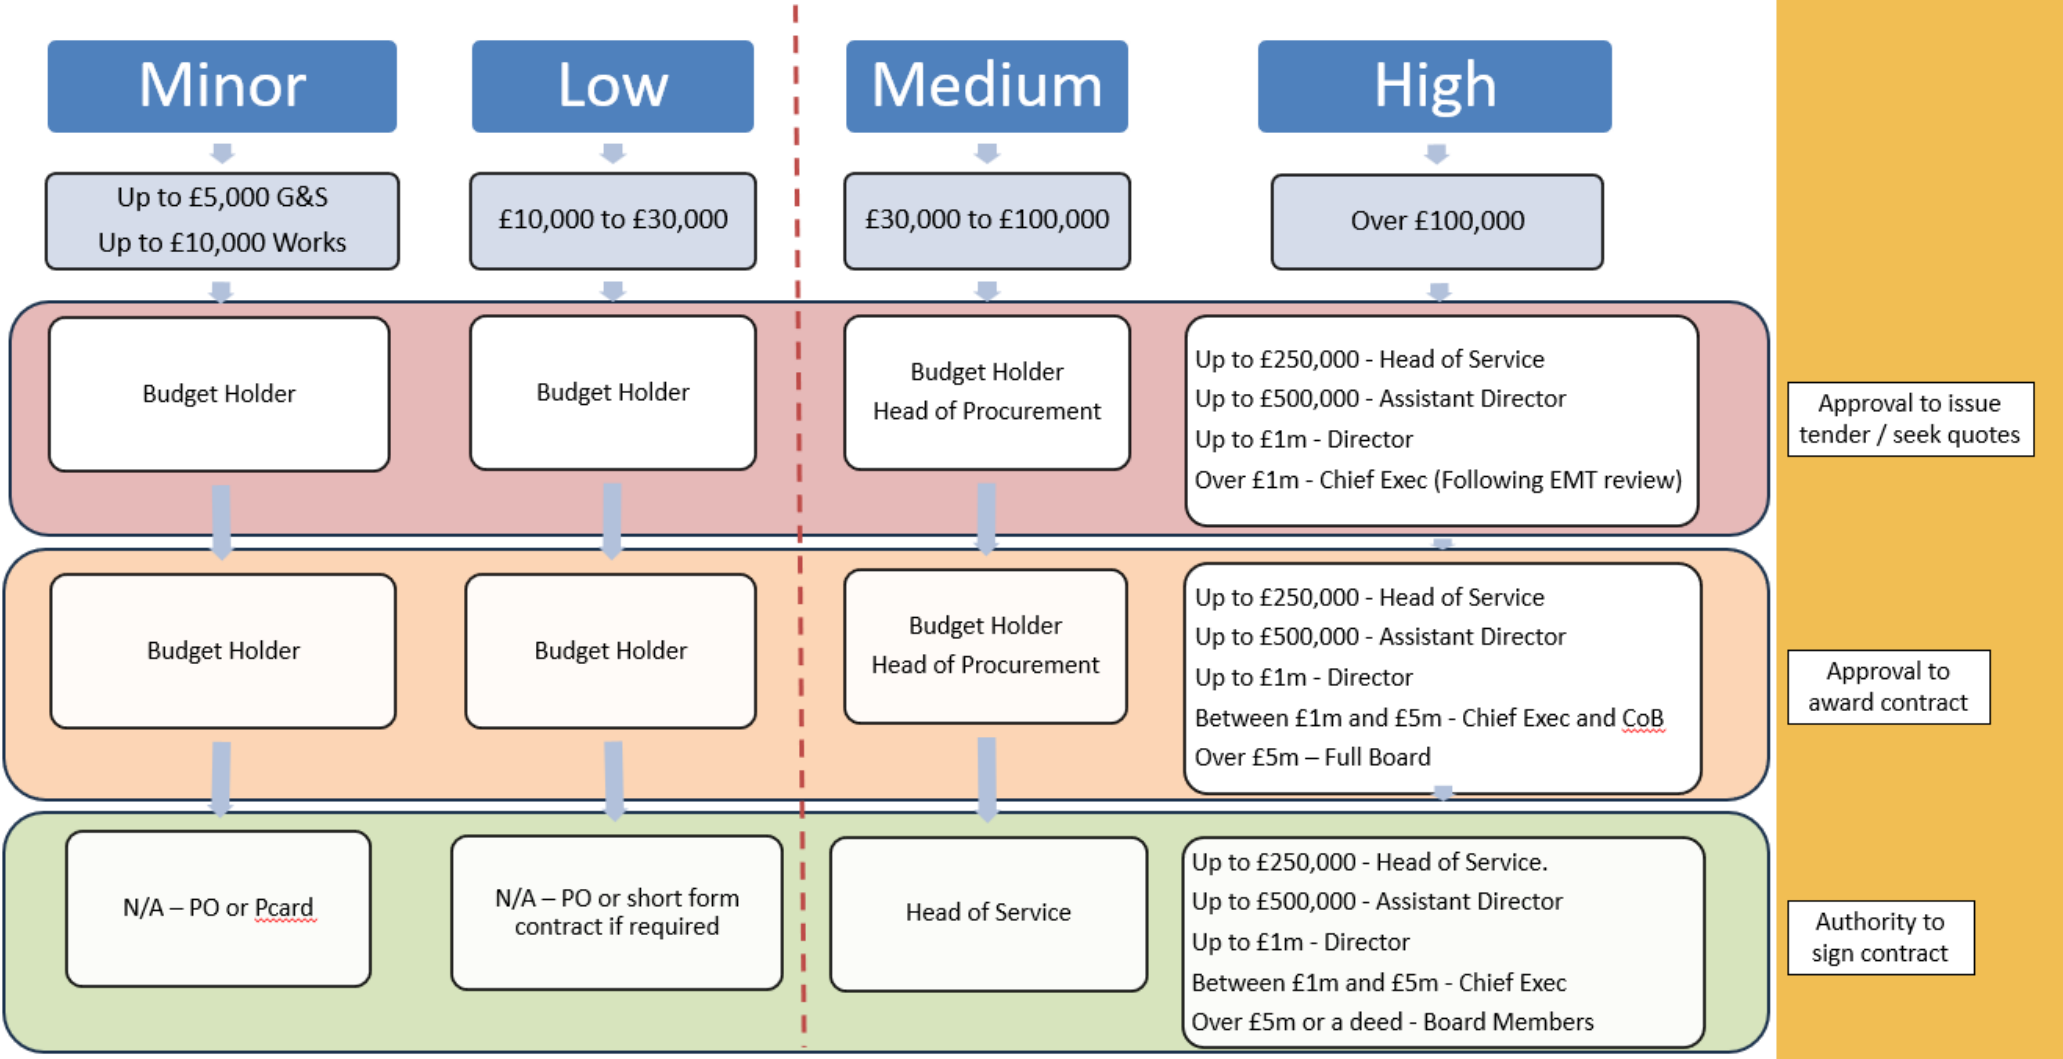 Minor
Low
Medium
High
Up to £5,000 G&S
Up to £10,000 Works
£10,000 to £30,000
£30,000 to £100,000
Over £100,000
Budget Holder
Budget Holder
Budget Holder
Head of Procurement
Up to £250,000 - Head of Service
Up to £500,000 - Assistant Director
Up to £1m - Director
Over £1m - Chief Exec (Following EMT review)
Approval to issue
tender / seek quotes
Budget Holder
Budget Holder
Budget Holder
Head of Procurement
Up to £250,000 - Head of Service
Up to £500,000 - Assistant Director
Up to £1m - Director
Between £1m and £5m - Chief Exec and CoB
Over £5m – Full Board
Approval to
award contract
N/A – PO or Pcard
N/A – PO or short form
contract if required
Head of Service
Up to £250,000 - Head of Service.
Up to £500,000 - Assistant Director
Up to £1m - Director
Between £1m and £5m - Chief Exec
Over £5m or a deed - Board Members
Authority to
sign contract